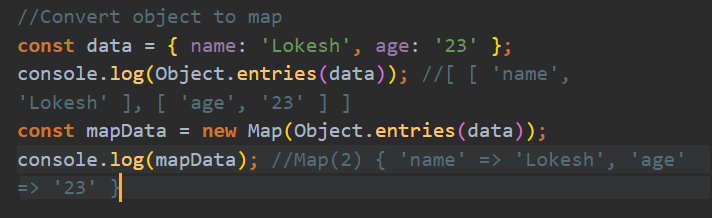 //Convert object to map
const data = { name: 'Lokesh', age: '23' };
console.log(Object.entries(data)); //[ [ 'name',
'Lokesh' ], [ 'age', '23' ] ]
const mapData = new Map(Object.entries(data));
console.log(mapData); //Map(2) { 'name' => 'Lokesh', 'age'
=> '23' }